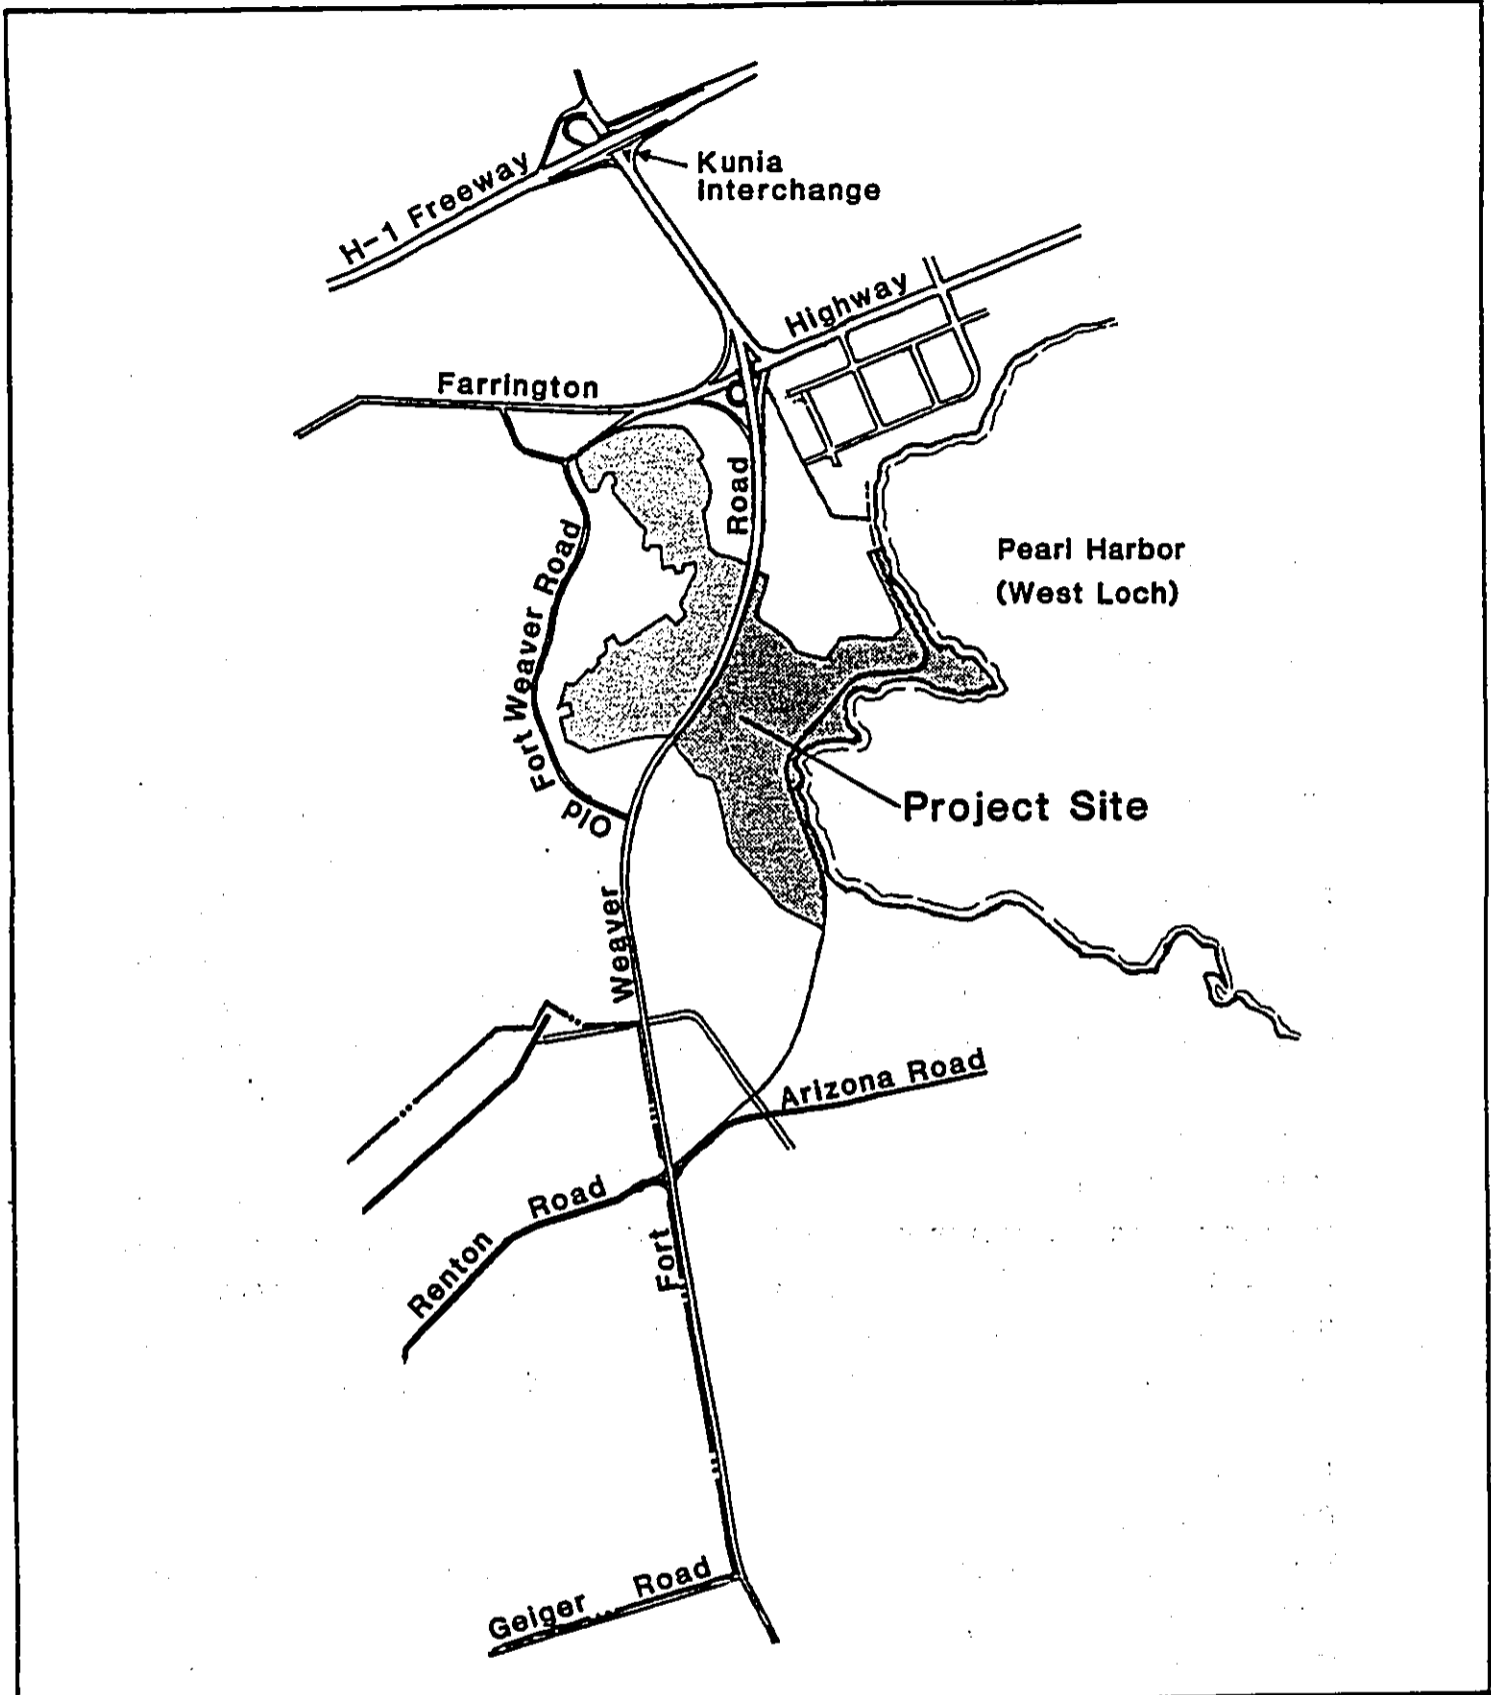 H-1 Freeway
Kunia
Interchange
Farrington
Highway
Road
Old Fort Weaver Road
Pearl Harbor
(West Loch)
Project Site
Weaver
Arizona Road
Renton Road
Fort
Geiger Road